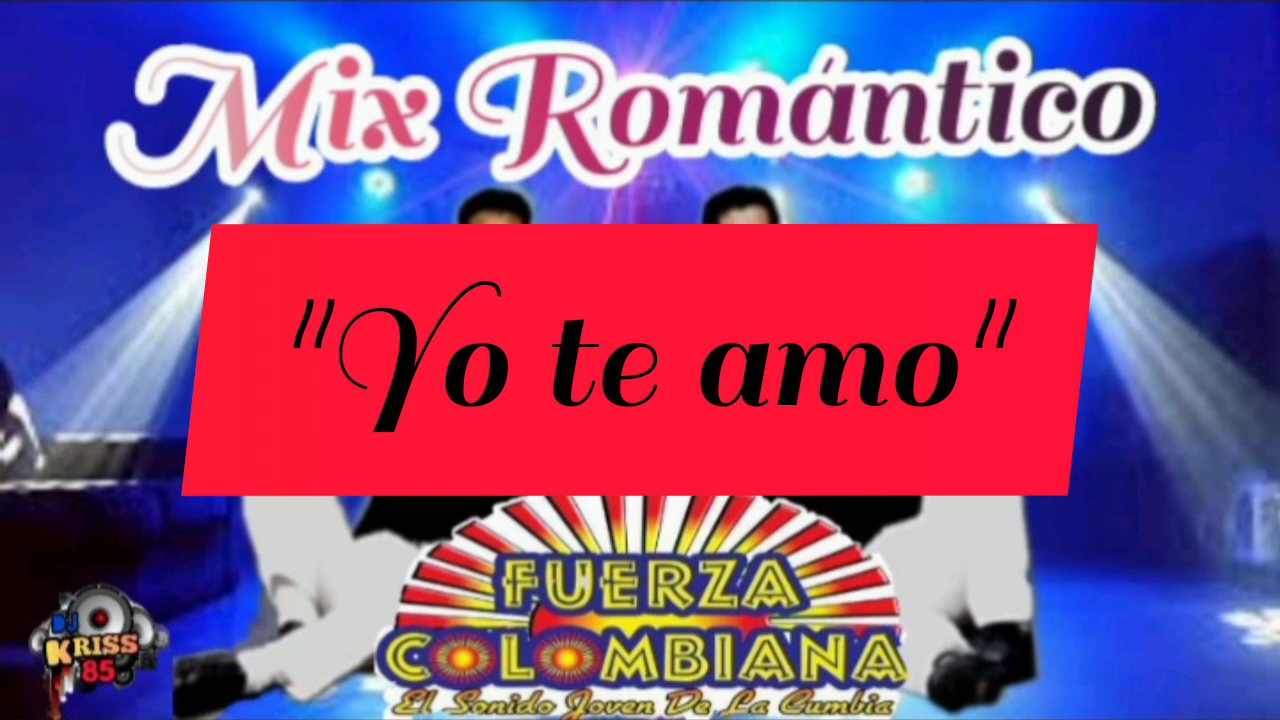 Mix Romántico
"Yo te amo"
FUERZA
COLOMBIANA
El Sonido Joven De La Cumbia
DJ
KRISS
85